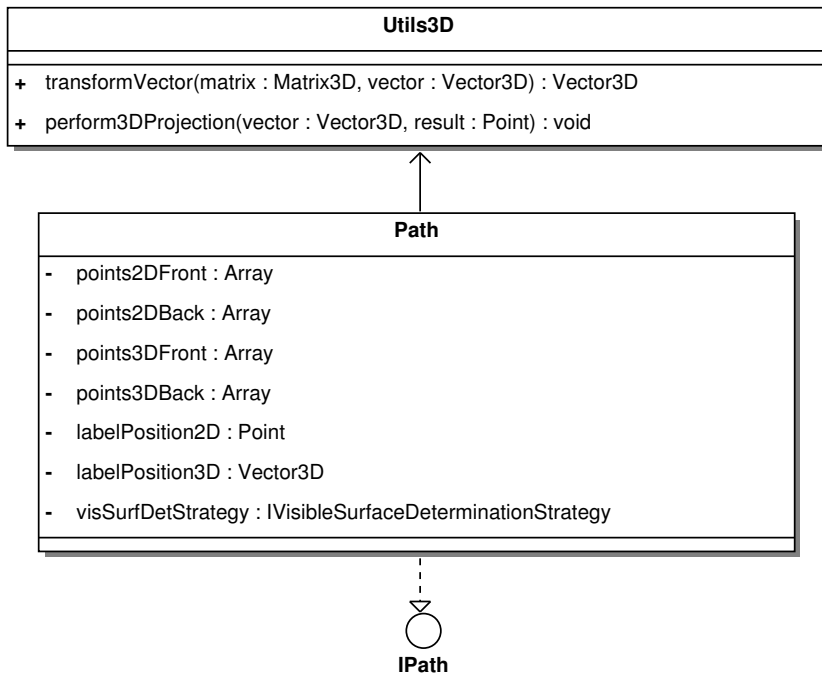 Utils3D
+ transformVector(matrix : Matrix3D, vector : Vector3D) : Vector3D
+ perform3DProjection(vector : Vector3D, result : Point) : void
Path
- points2DFront : Array
- points2DBack : Array
- points3DFront : Array
- points3DBack : Array
- labelPosition2D : Point
- labelPosition3D : Vector3D
- visSurfDetStrategy : IVisibleSurfaceDeterminationStrategy
IPath